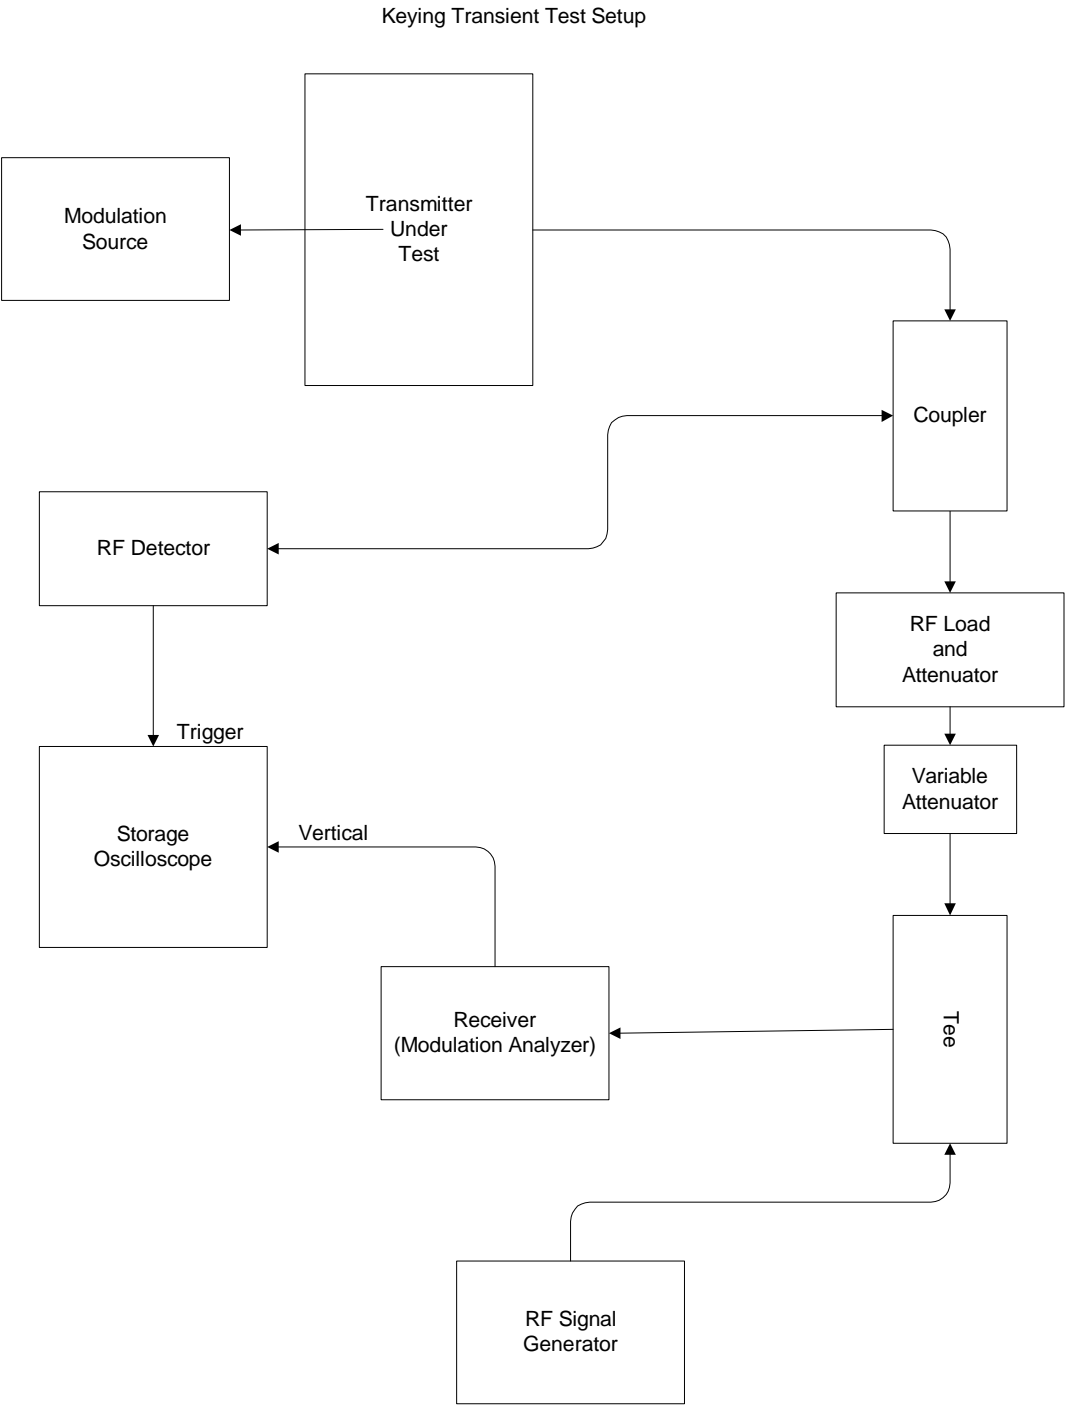 Keying Transient Test Setup
Modulation
Source
Transmitter
Under
Test
Coupler
RF Detector
RF Load
and
Attenuator
Trigger
Variable
Attenuator
Storage
Oscilloscope
Vertical
Receiver
(Modulation Analyzer)
Tee
RF Signal
Generator